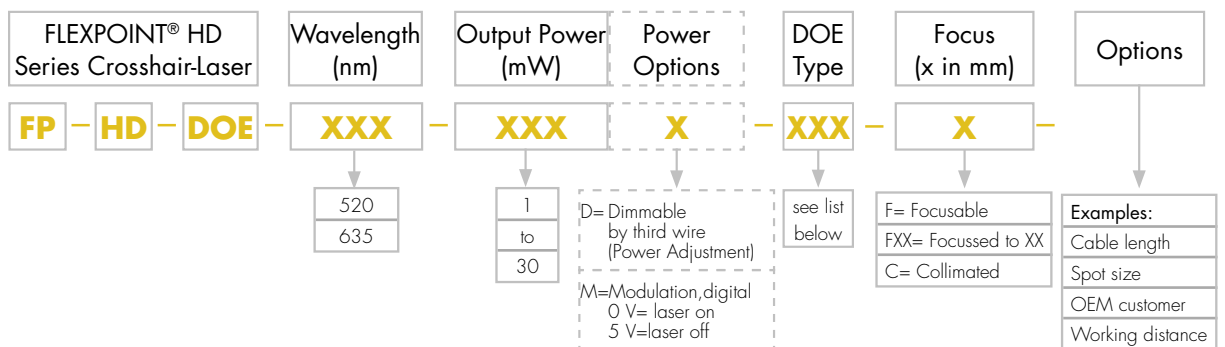 FLEXPOINT® HD
Series Crosshair-Laser
Wavelength
(nm)
Output Power
(mW)
Power
Options
DOE
Type
Focus
(x in mm)
Options
FP – HD – DOE – XXX – XXX X – XXX – X –
520
635
1
to
30
D= Dimmable
by third wire
(Power Adjustment)
M=Modulation,digital
0 V= laser on
5 V=laser off
see list
below
F= Focusable
FXX= Focussed to XX
C= Collimated
Examples:
Cable length
Spot size
OEM customer
Working distance